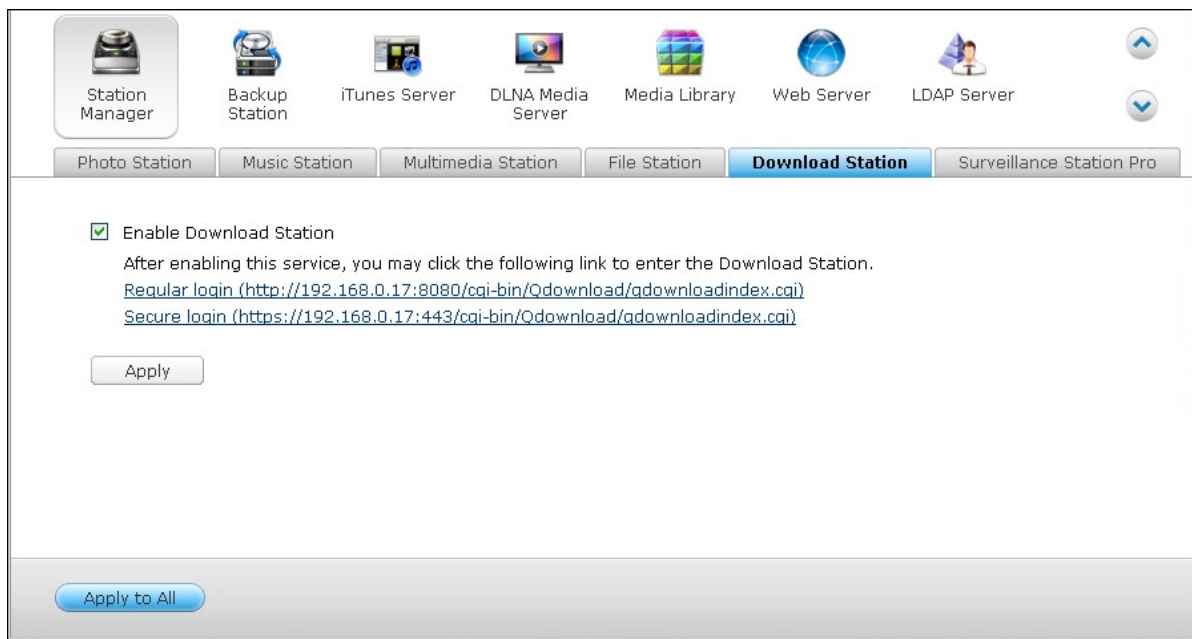 Station Manager
Backup Station
iTunes Server
DLNA Media Server
Media Library
Web Server
LDAP Server
Photo Station
Music Station
Multimedia Station
File Station
Download Station
Surveillance Station Pro
Enable Download Station
After enabling this service, you may click the following link to enter the Download Station.
Regular login (http://192.168.0.17:8080/cgi-bin/Qdownload/qdownloadindex.cgi)
Secure login (https://192.168.0.17:443/cgi-bin/Qdownload/qdownloadindex.cgi)
Apply
Apply to All